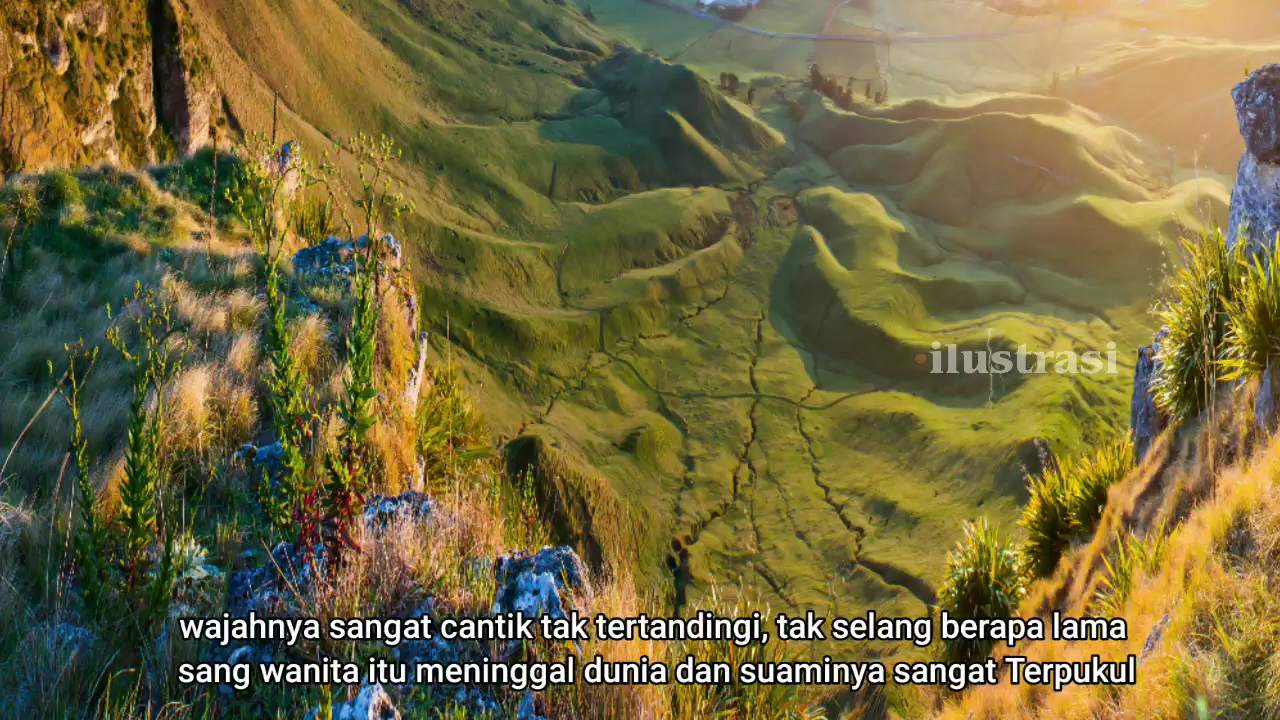 ilustrasi
wajahnya sangat cantik tak tertandingi, tak selang berapa lama
sang wanita itu meninggal dunia dan suaminya sangat Terpukul